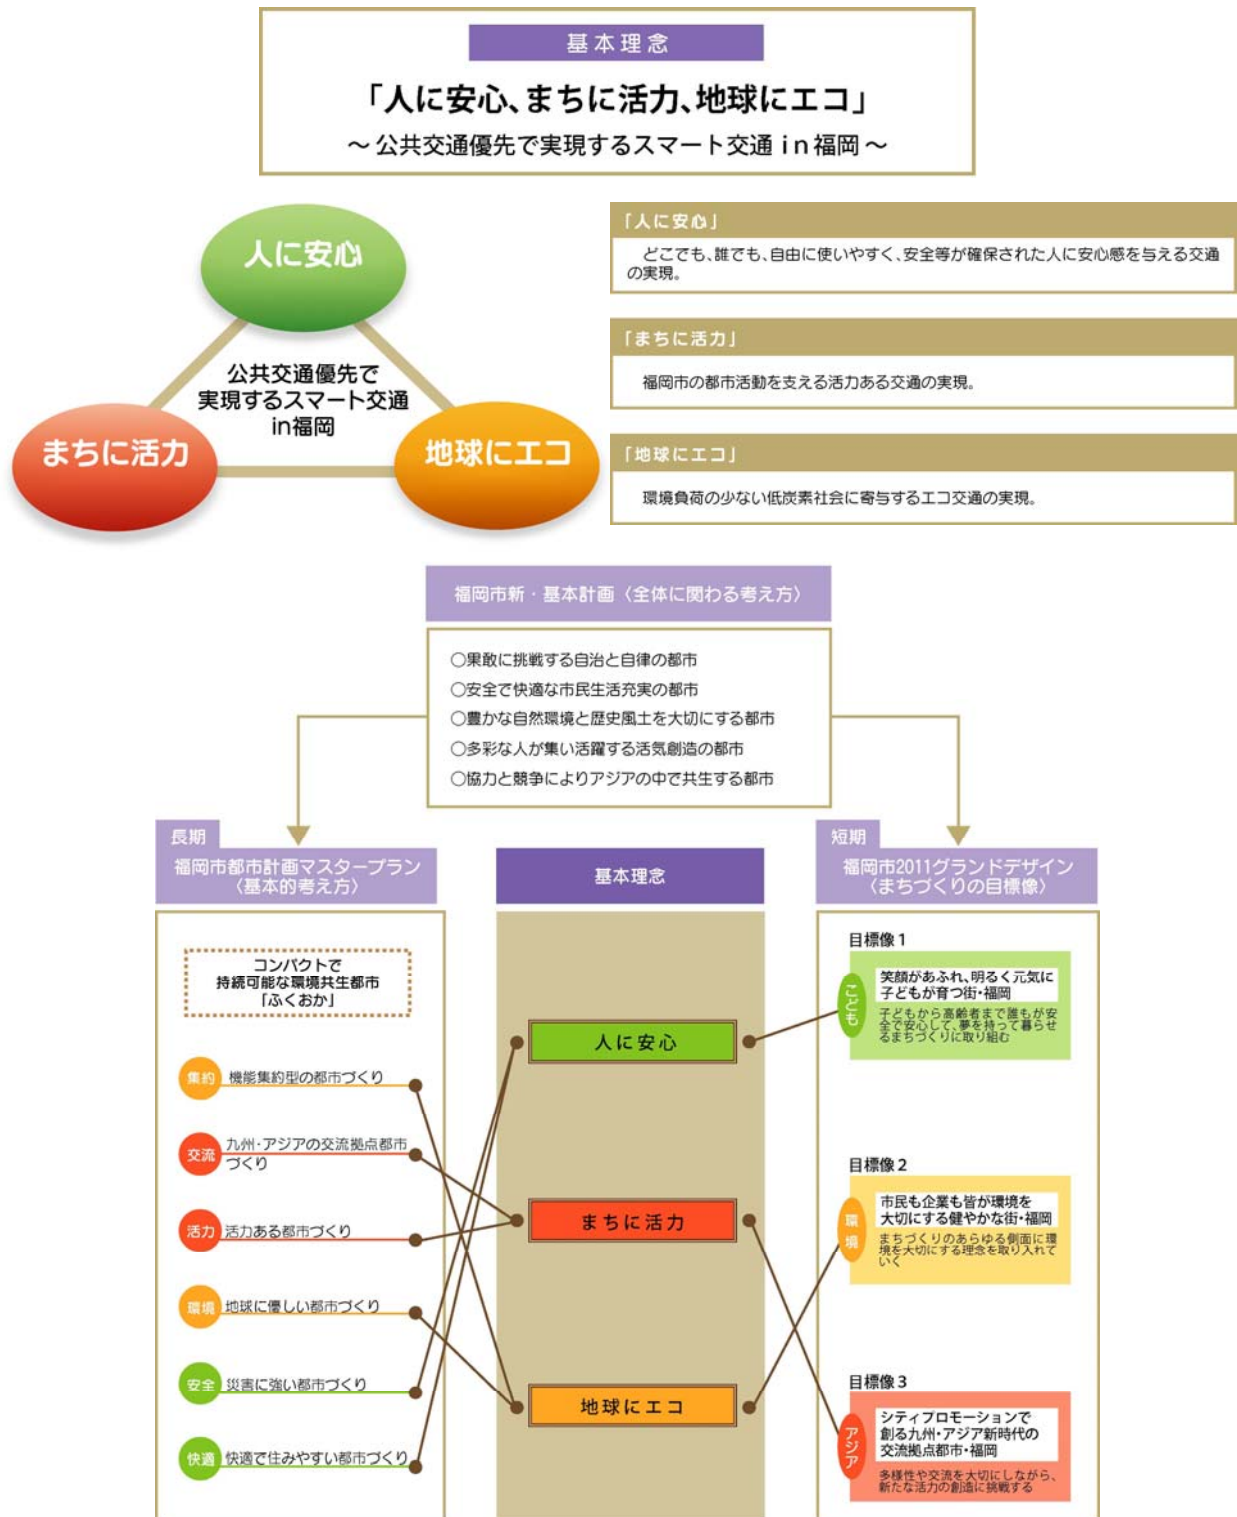 基本理念
「人に安心、まちに活力、地球にエコ」
～公共交通優先で実現するスマート交通 in 福岡～
人に安心
公共交通優先で
実現するスマート交通
in福岡
まちに活力
地球にエコ
「人に安心」
どこでも、誰でも、自由に使いやすく、安全等が確保された人に安心感を与える交通
の実現。
「まちに活力」
福岡市の都市活動を支える活力ある交通の実現。
「地球にエコ」
環境負荷の少ない低炭素社会に寄与するエコ交通の実現。
福岡市新・基本計画〈全体に関わる考え方〉
○果敢に挑戦する自治と自律の都市
○安全で快適な市民生活充実の都市
○豊かな自然環境と歴史風土を大切にする都市
○多彩な人が集い活躍する活気創造の都市
○協力と競争によりアジアの中で共生する都市
長期
福岡市都市計画マスタープラン
〈基本的考え方〉
コンパクトで
持続可能な環境共生都市
「ふくおか」
集約 機能集約型の都市づくり
交流 九州・アジアの交流拠点都市
づくり
活力 活力ある都市づくり
環境 地球に優しい都市づくり
安全 災害に強い都市づくり
快適 快適で住みやすい都市づくり
基本理念
人に安心
まちに活力
地球にエコ
短期
福岡市2011グランドデザイン
〈まちづくりの目標像〉
目標像1
こども
笑顔があふれ、明るく元気に
子どもが育つ街・福岡
子どもから高齢者まで誰もが安
全で安心して、夢を持って暮らせ
るまちづくりに取り組む
目標像2
環境
市民も企業も皆が環境を
大切にする健やかな街・福岡
まちづくりのあらゆる側面に環
境を大切にする理念を取り入れて
いく
目標像3
アジア
シティプロモーションで
創る九州・アジア新時代の
交流拠点都市・福岡
多様性や交流を大切にしながら、
新たな活力の創造に挑戦する